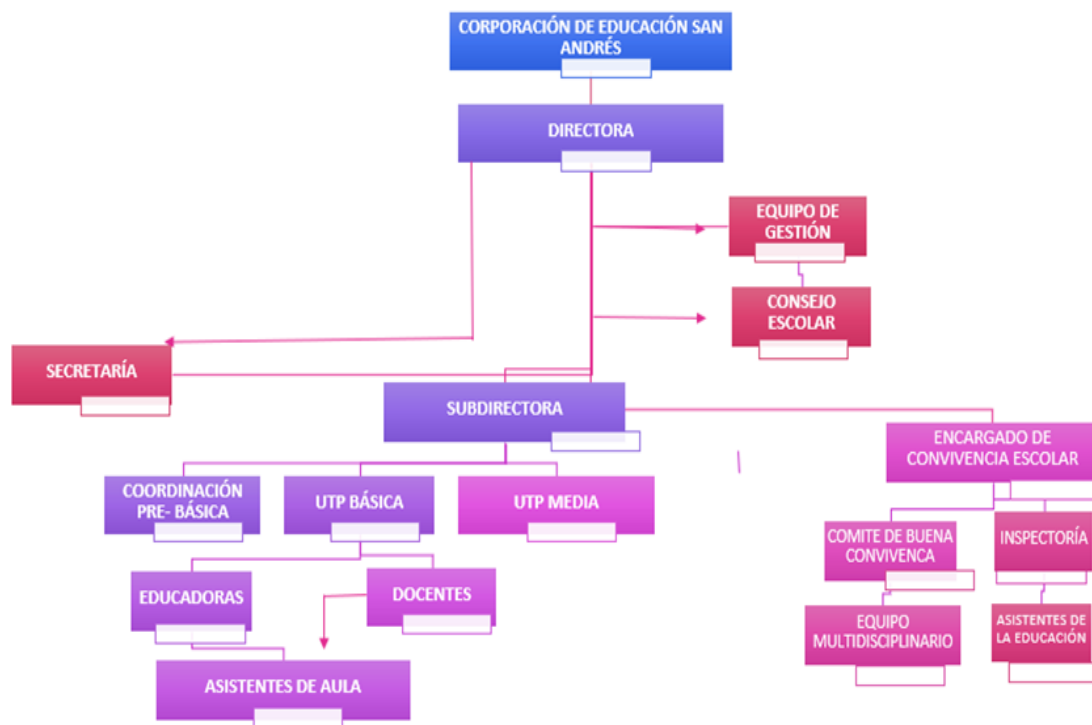 CORPORACIÓN DE EDUCACIÓN SAN
ANDRÉS
DIRECTORA
EQUIPO DE
GESTIÓN
CONSEJO
ESCOLAR
SECRETARÍA
SUBDIRECTORA
ENCARGADO DE
CONVIVENCIA ESCOLAR
COORDINACIÓN
PRE- BÁSICA
UTP BÁSICA
UTP MEDIA
COMITE DE BUENA
CONVIVENCA
INSPECTORÍA
EDUCADORAS
DOCENTES
EQUIPO
MULTIDISCIPLINARIO
ASISTENTES DE
LA EDUCACIÓN
ASISTENTES DE AULA